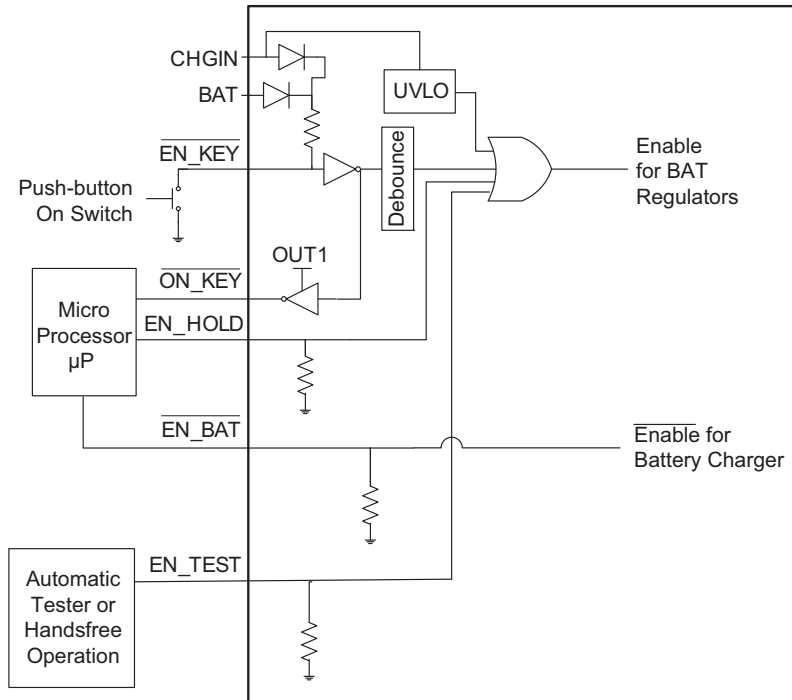 CHGIN
BAT
UVLO
EN_KEY
Debounce
Enable
for BAT
Regulators
Push-button
On Switch
OUT1
ON_KEY
Micro
Processor
µP
EN_HOLD
EN_BAT
Enable for
Battery Charger
EN_TEST
Automatic
Tester or
Handsfree
Operation